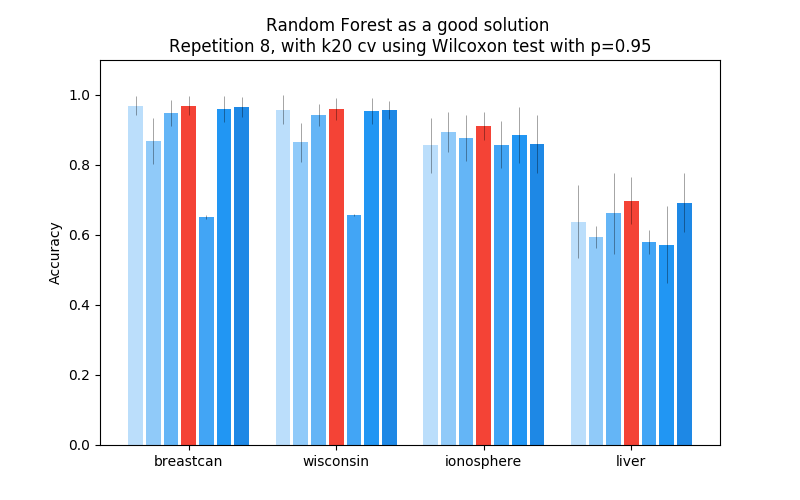 Random Forest as a good solution
Repetition 8, with k20 cv using Wilcoxon test with p=0.95
1.0
0.8
0.6
0.4
0.2
0.0
Accuracy
breastcan wisconsin ionosphere liver